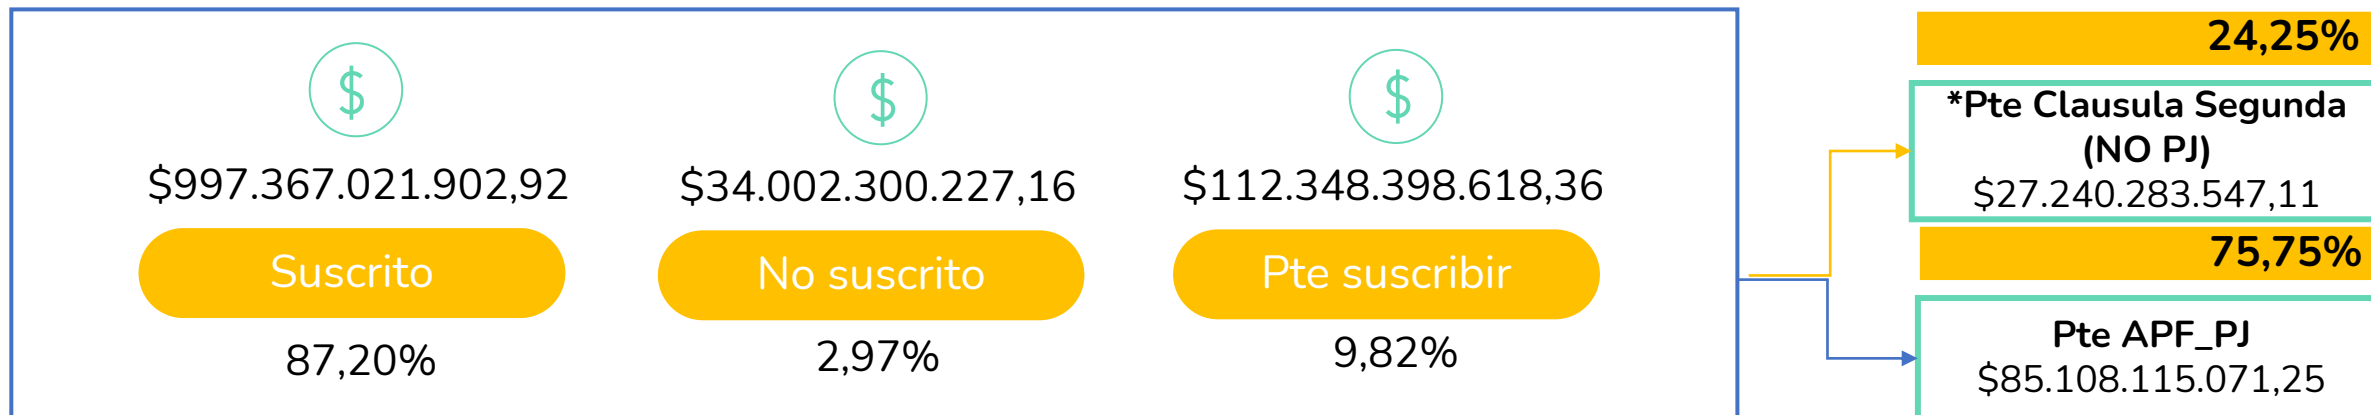 $
$997.367.021.902,92
Suscrito
87,20%
$
$34.002.300.227,16
No suscrito
2,97%
$
$112.348.398.618,36
Pte suscribir
9,82%
24,25%
*Pte Clausula Segunda
(NO PJ)
$27.240.283.547,11
75,75%
Pte APF_PJ
$85.108.115.071,25